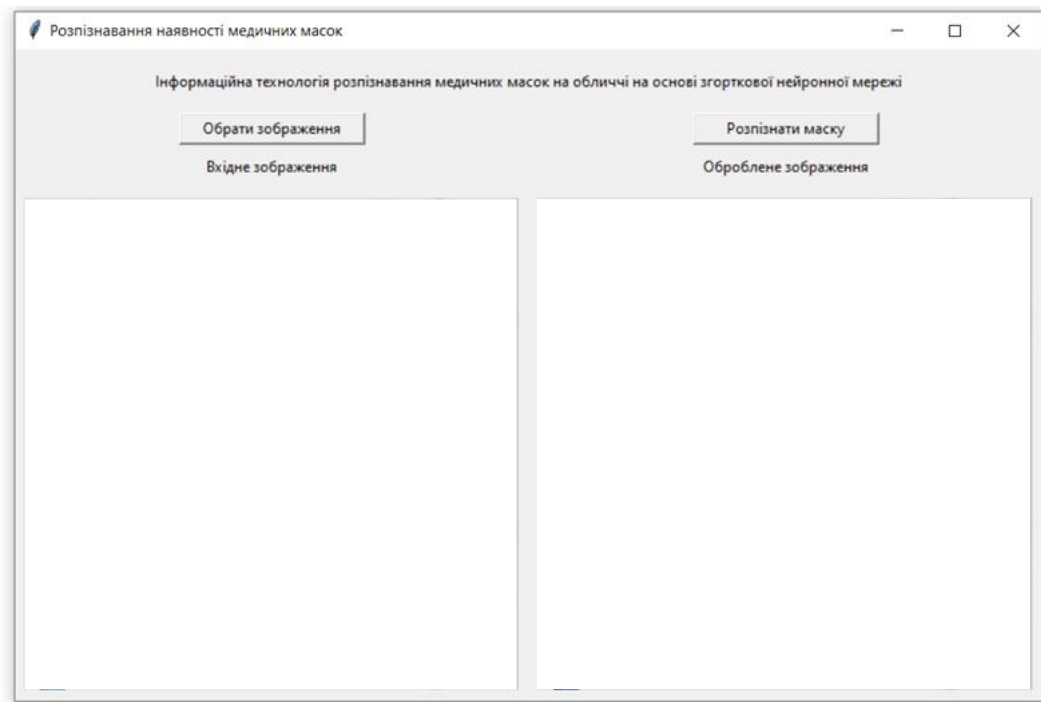 Розпізнавання наявності медичних масок
Інформаційна технологія розпізнавання медичних масок на обличчі на основі згорткової нейронної мережі
Обрати зображення
Розпізнати маску
Вхідне зображення
Оброблене зображення